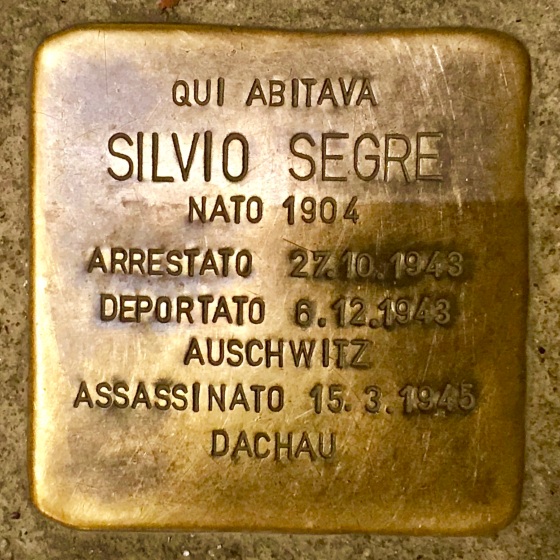 QUI ABITAVA
SILVIO SEGRE
NATO 1904
ARRESTATO 27.10.1943
DEPORTATO 6.12.1943
AUSCHWITZ
ASSASSINATO 15.3.1945
DACHAU